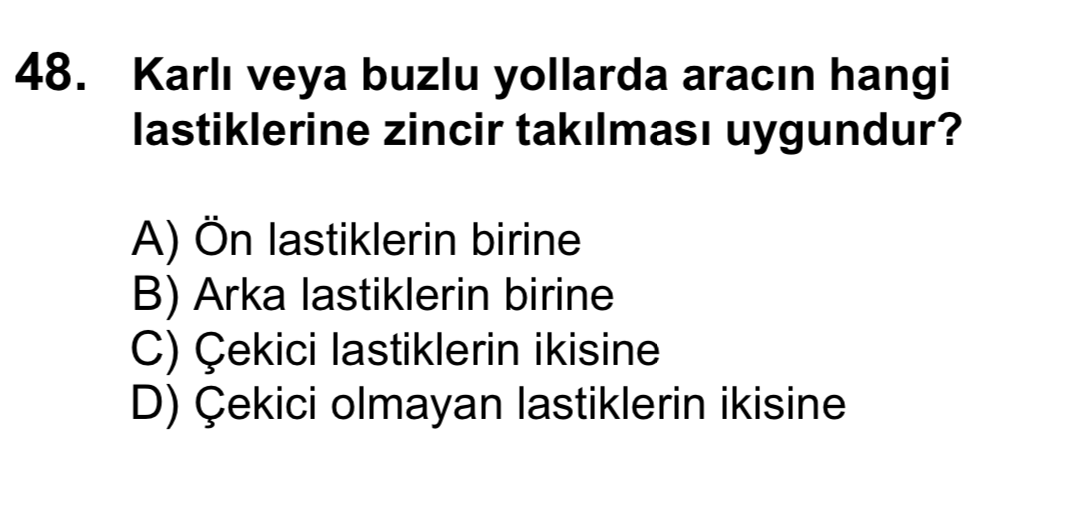 48. Karlı veya buzlu yollarda aracın hangi
lastiklerine zincir takılması uygundur?
A) Ön lastiklerin birine
B) Arka lastiklerin birine
C) Çekici lastiklerin ikisine
D) Çekici olmayan lastiklerin ikisine